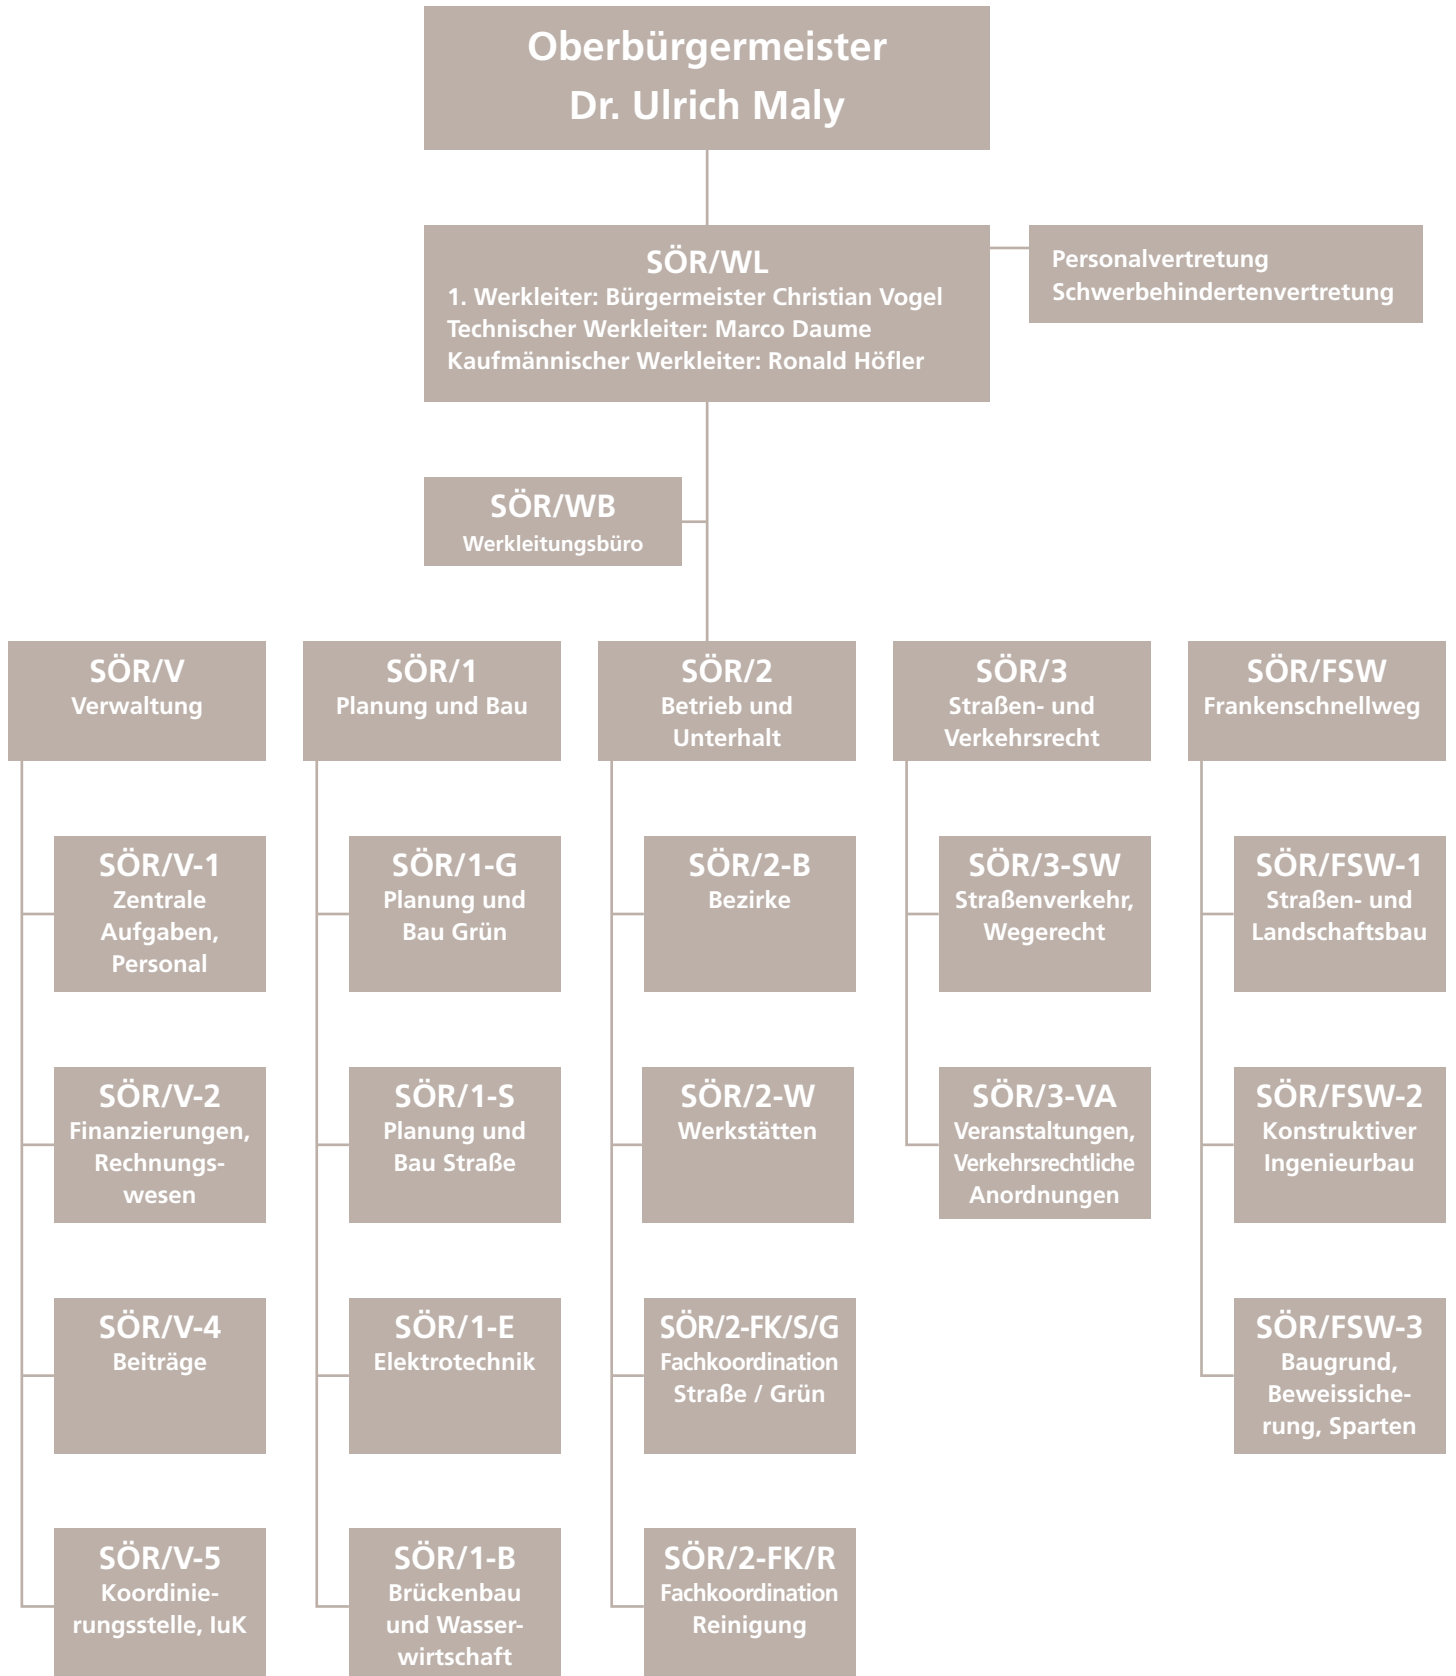 Oberbürgermeister
Dr. Ulrich Maly
SÖR/WL
1. Werkleiter: Bürgermeister Christian Vogel
Technischer Werkleiter: Marco Daume
Kaufmännischer Werkleiter: Ronald Höfler
Personalvertretung
Schwerbehindertenvertretung
SÖR/WB
Werkleitungsbüro
SÖR/V
Verwaltung
SÖR/1
Planung und Bau
SÖR/2
Betrieb und
Unterhalt
SÖR/3
Straßen- und
Verkehrsrecht
SÖR/FSW
Frankenschnellweg
SÖR/V-1
Zentrale
Aufgaben,
Personal
SÖR/1-G
Planung und
Bau Grün
SÖR/2-B
Bezirke
SÖR/3-SW
Straßenverkehr,
Wegerecht
SÖR/FSW-1
Straßen- und
Landschaftsbau
SÖR/V-2
Finanzierungen,
Rechnungs-
wesen
SÖR/1-S
Planung und
Bau Straße
SÖR/2-W
Werkstätten
SÖR/3-VA
Veranstaltungen,
Verkehrsrechtliche
Anordnungen
SÖR/FSW-2
Konstruktiver
Ingenieurbau
SÖR/V-4
Beiträge
SÖR/1-E
Elektrotechnik
SÖR/2-FK/S/G
Fachkoordination
Straße / Grün
SÖR/FSW-3
Baugrund,
Beweissiche-
rung, Sparten
SÖR/V-5
Koordinie-
rungsstelle, IuK
SÖR/1-B
Brückenbau
und Wasser-
wirtschaft
SÖR/2-FK/R
Fachkoordination
Reinigung